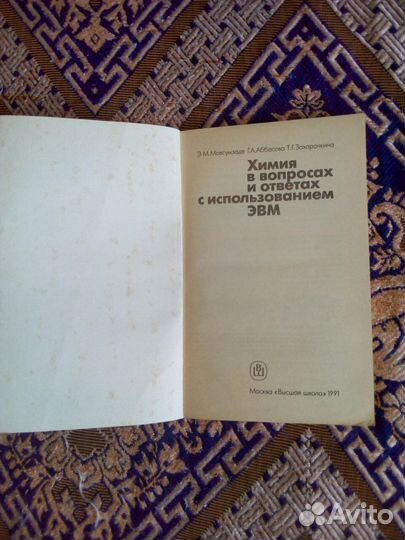 Э.М.Мовсумзаде Г.А.Аббасова Т.Г.Захарочкина
Химия
в вопросах
и ответах
с использованием
ЭВМ
Москва «Высшая школа» 1991
Avito